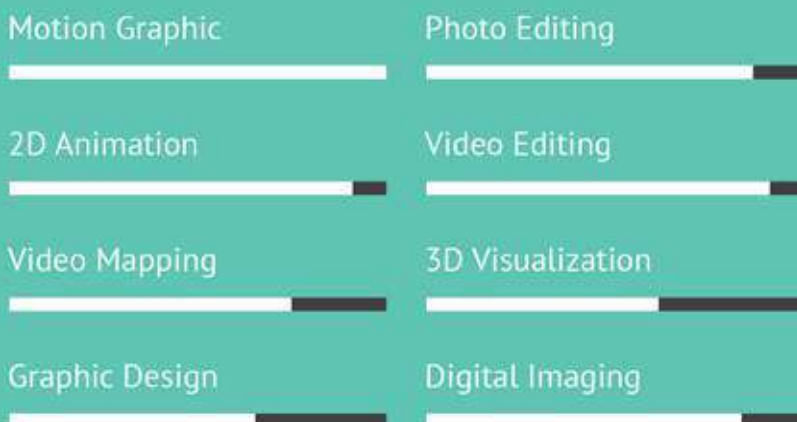 Motion Graphic
Photo Editing
2D Animation
Video Editing
Video Mapping
3D Visualization
Graphic Design
Digital Imaging